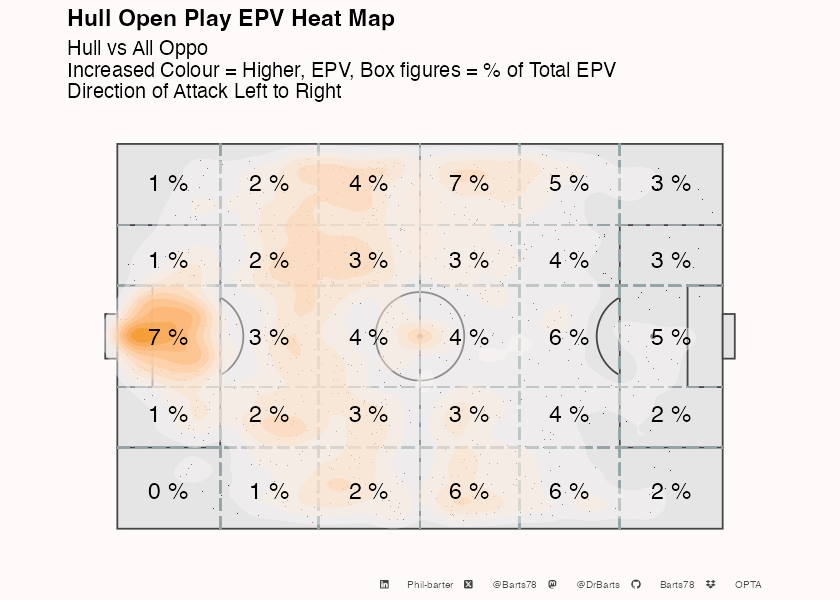 Hull Open Play EPV Heat Map
Hull vs All Oppo
Increased Colour = Higher, EPV, Box figures = % of Total EPV
Direction of Attack Left to Right
1 % 2 % 4 % 7 % 5 % 3 %
1 % 2 % 3 % 3 % 4 % 3 %
7 % 3 % 4 % 4 % 6 % 5 %
1 % 2 % 3 % 3 % 4 % 2 %
0 % 1 % 2 % 6 % 6 % 2 %
Phil-barter @Barts78 @DrBarts Barts78 OPTA